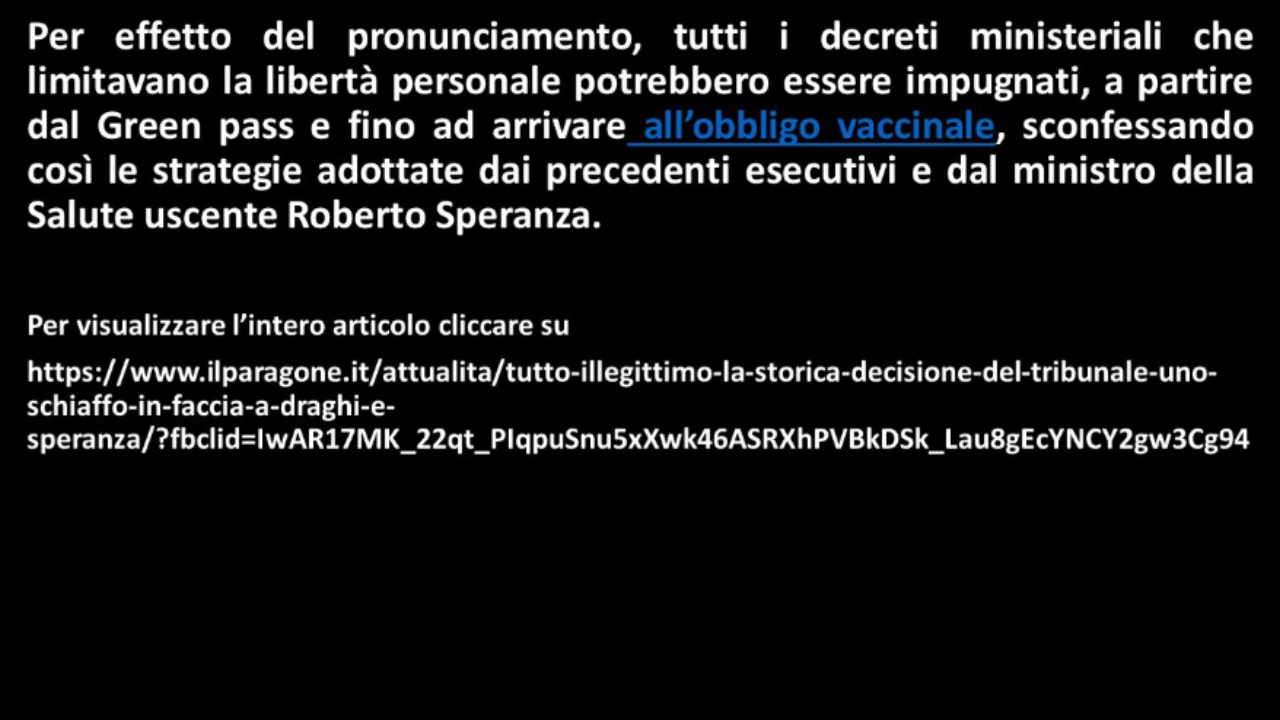 Per effetto del pronunciamento, tutti i decreti ministeriali che
limitavano la libertà personale potrebbero essere impugnati, a partire
dal Green pass e fino ad arrivare all’obbligo vaccinale, sconfessando
così le strategie adottate dai precedenti esecutivi e dal ministro della
Salute uscente Roberto Speranza.
Per visualizzare l’intero articolo cliccare su
https://www.ilparagone.it/attualita/tutto-illegittimo-la-storica-decisione-del-tribunale-uno-
schiaffo-in-faccia-a-draghi-e-
speranza/?fbclid=IwAR17MK_22qt_PIqpuSnu5xXwk46ASRXhPVBkDSk_Lau8gEcYNCY2gw3Cg94